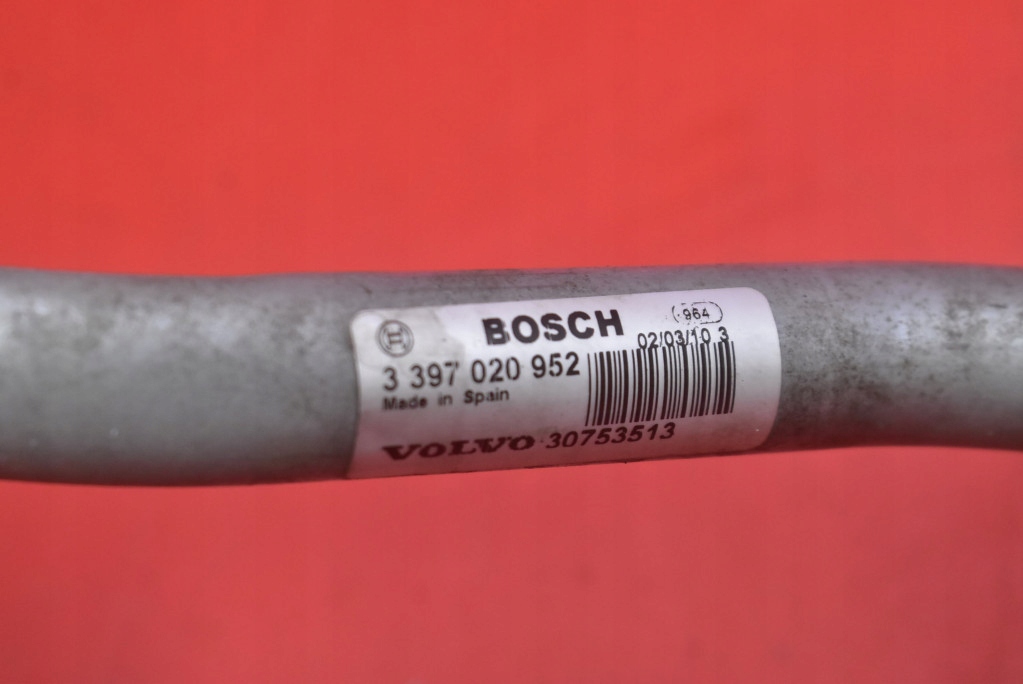 BOSCH
964
02/03/10 3
3 397 020 952
Made in Spain
VOLVO 30753513